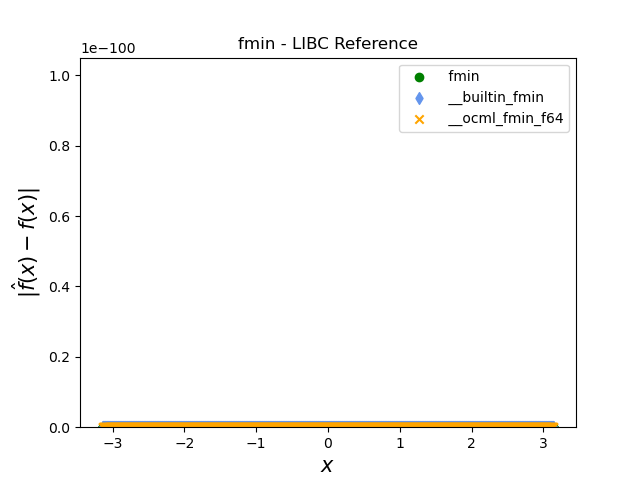 fmin - LIBC Reference
1e−100
1.0
0.8
0.6
0.4
0.2
0.0
|f̂(x) − f(x)|
fmin
__builtin_fmin
__ocml_fmin_f64
−3 −2 −1 0 1 2 3
x